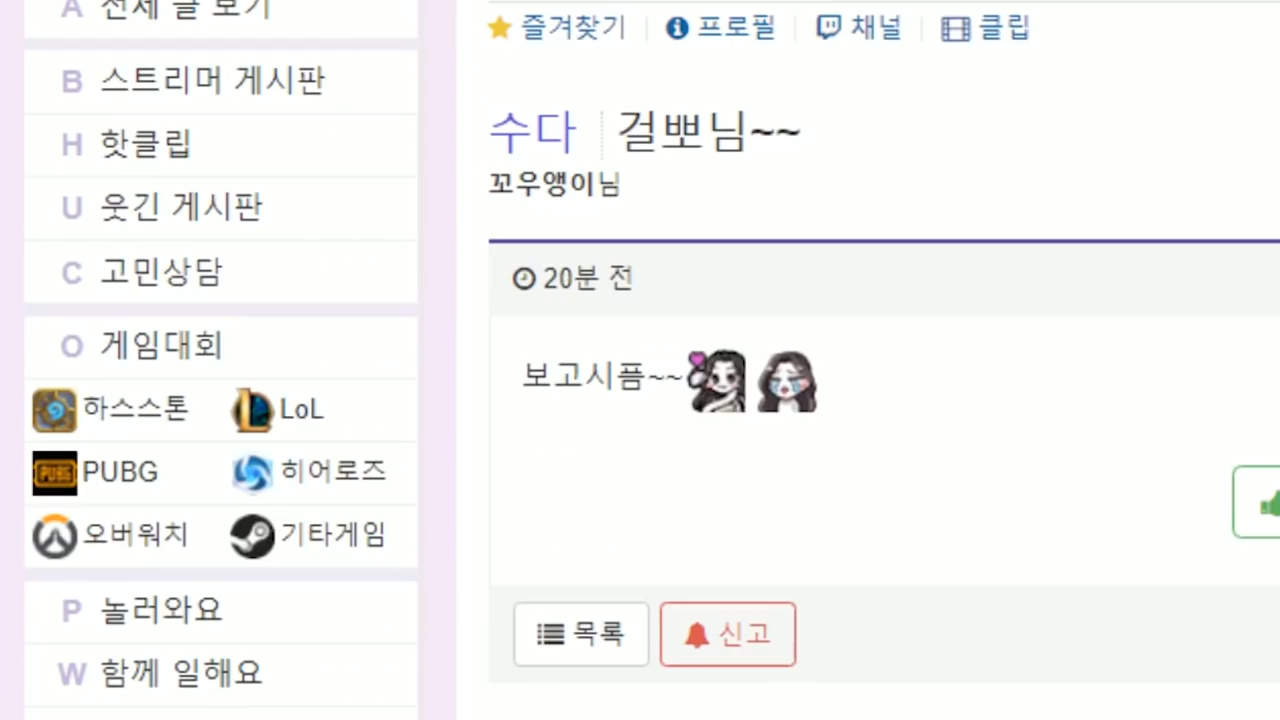 A 전체 글 보기
B 스트리머 게시판
H 핫클립
U 웃긴 게시판
C 고민상담
O 게임대회
하스스톤 LoL
PUBG PUBG 히어로즈
오버워치 기타게임
P 놀러와요
W 함께 일해요
즐겨찾기 프로필 채널 클립
수다 걸뽀님~~
꼬우앵이님
20분 전
보고시픔~~
목록 신고